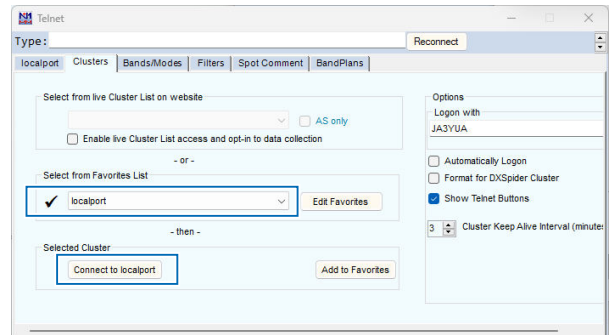 Telnet
Type: Reconnect
localport Clusters Bands/Modes Filters Spot Comment BandPlans
Select from live Cluster List on website
AS only
Enable live Cluster List access and opt-in to data collection
- or -
Select from Favorites List
localport Edit Favorites
- then -
Selected Cluster
Connect to localport Add to Favorites
Options
Logon with
JA3YUA
Automatically Logon
Format for DXSpider Cluster
Show Telnet Buttons
3 Cluster Keep Alive Interval (minutes